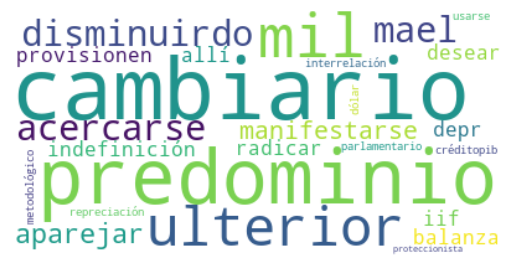 usarse
disminuirdo mil mael
provisionen allí desear
interrelación
cambiario
dólar
acercarse manifestarse depr
indefinición radicar parlamentario créditopib
metodológico
predominio
repreciación
aparejar ulterior iif
balanza
proteccionista